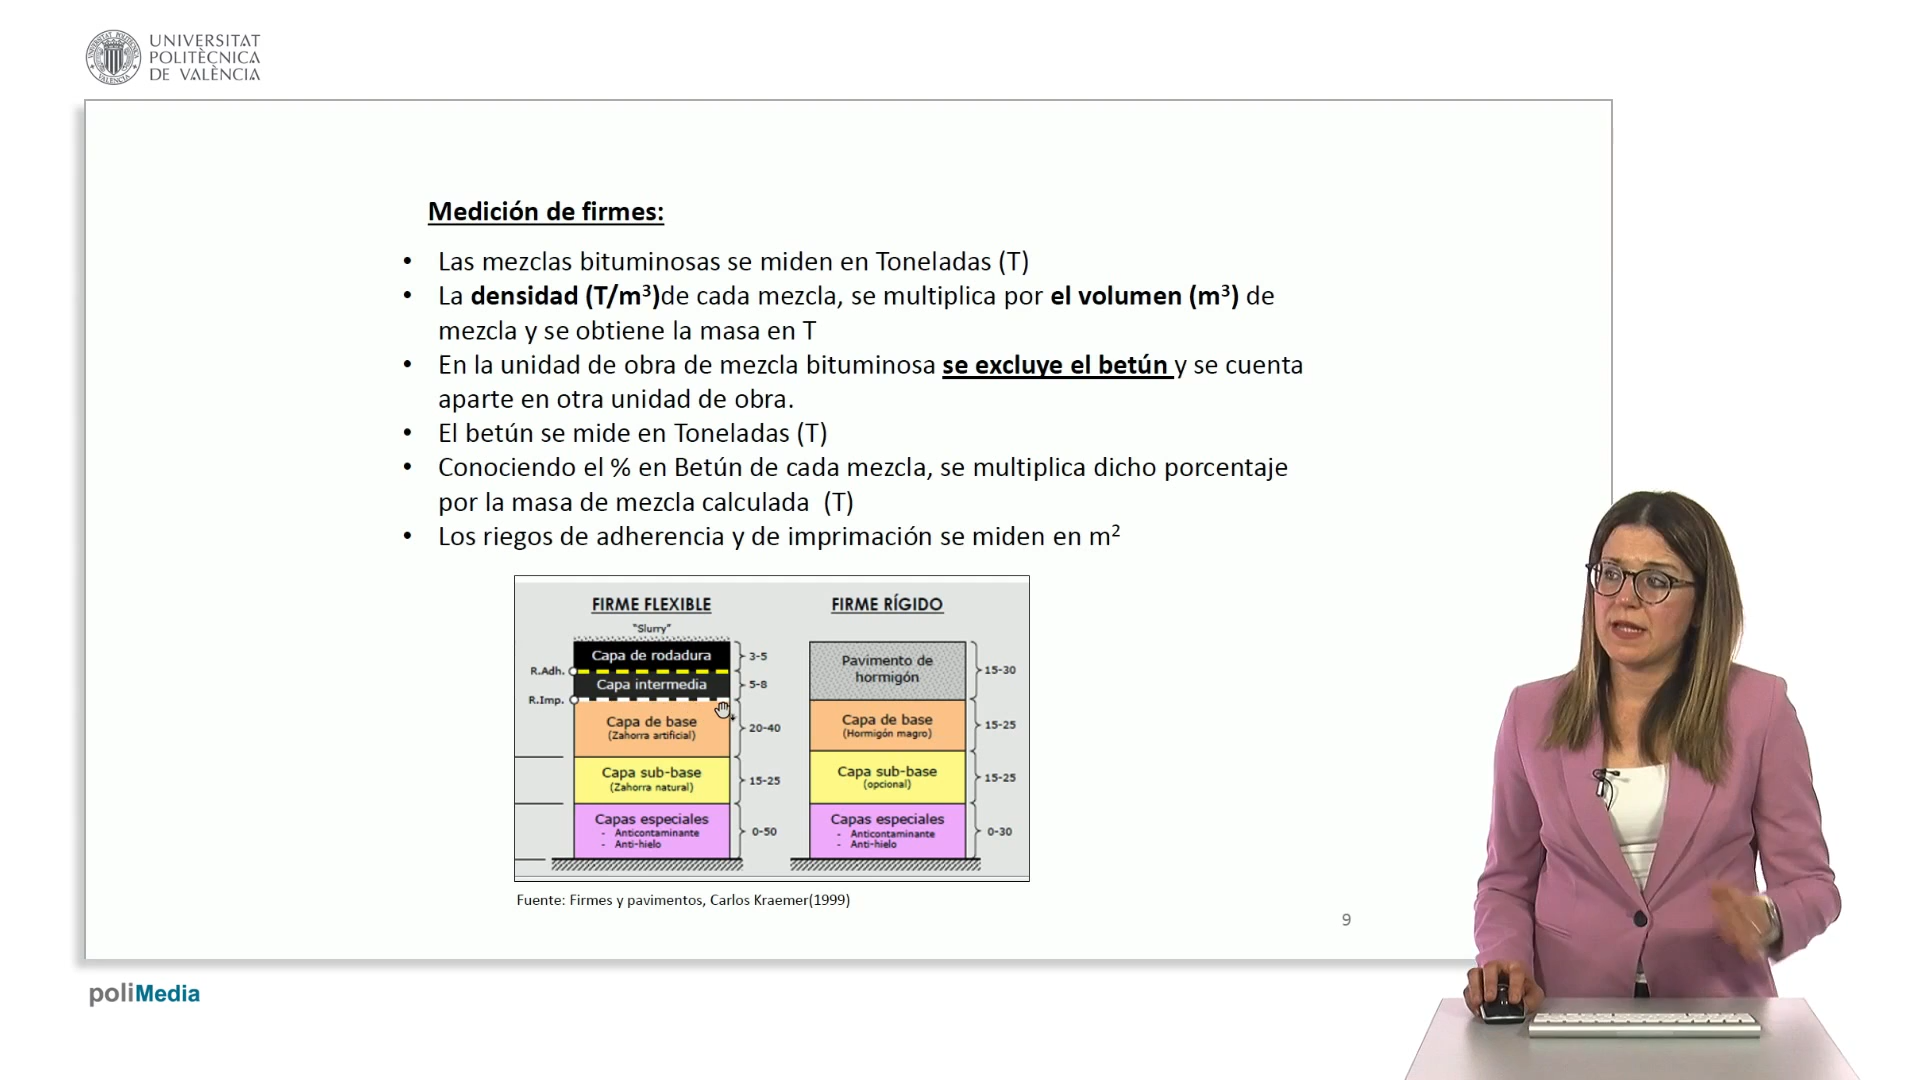 UNIVERSITAT
POLITÈCNICA
DE VALÈNCIA
Medición de firmes:
• Las mezclas bituminosas se miden en Toneladas (T)
• La densidad (T/m³)de cada mezcla, se multiplica por el volumen (m³) de
mezcla y se obtiene la masa en T
• En la unidad de obra de mezcla bituminosa se excluye el betún y se cuenta
aparte en otra unidad de obra.
• El betún se mide en Toneladas (T)
• Conociendo el % en Betún de cada mezcla, se multiplica dicho porcentaje
por la masa de mezcla calculada (T)
• Los riegos de adherencia y de imprimación se miden en m²
FIRME FLEXIBLE
"Slurry"
Capa de rodadura
3-5
R.Adh.
Capa intermedia
5-8
R.Imp.
Capa de base
(Zahorra artificial)
20-40
Capa sub-base
(Zahorra natural)
15-25
Capas especiales
- Anticontaminante
- Anti-hielo
0-50
FIRME RÍGIDO
Pavimento de
hormigón
15-30
Capa de base
(Hormigón magro)
15-25
Capa sub-base
(opcional)
15-25
Capas especiales
- Anticontaminante
- Anti-hielo
0-30
Fuente: Firmes y pavimentos, Carlos Kraemer(1999)
9
poliMedia